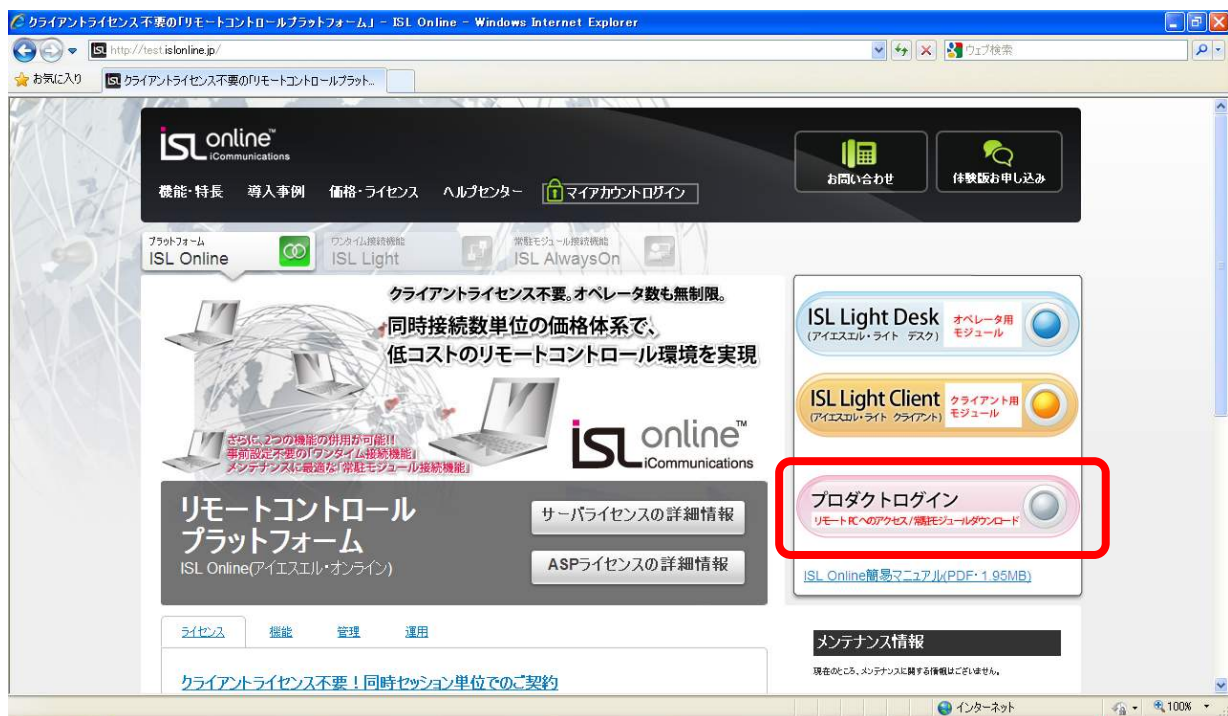 クライアントライセンス不要の「リモートコントロールプラットフォーム」 - ISL Online - Windows Internet Explorer
http://test.islonline.jp/
ウェブ検索
お気に入り
クライアントライセンス不要の「リモートコントロールプラット...
isl online™
iCommunications
お問い合わせ
体験版お申し込み
機能・特長 導入事例 価格・ライセンス ヘルプセンター マイアカウントログイン
プラットフォーム
ISL Online
ワンタイム接続機能
ISL Light
常駐モジュール接続機能
ISL AlwaysOn
クライアントライセンス不要。オペレータ数も無制限。
同時接続数単位の価格体系で、
低コストのリモートコントロール環境を実現
さらに、2つの機能の併用が可能!!
事前設定不要の「ワンタイム接続機能」
メンテナンスに最適な「常駐モジュール接続機能」
isl online™
iCommunications
ISL Light Desk
(アイエスエル・ライト デスク)
オペレータ用
モジュール
ISL Light Client
(アイエスエル・ライト クライアント)
クライアント用
モジュール
プロダクトログイン
リモートPCへのアクセス/常駐モジュールダウンロード
ISL Online簡易マニュアル(PDF・1.95MB)
リモートコントロール
プラットフォーム
ISL Online(アイエスエル・オンライン)
サーバライセンスの詳細情報
ASPライセンスの詳細情報
ライセンス 機能 管理 運用
クライアントライセンス不要！同時セッション単位でのご契約
メンテナンス情報
現在のところ、メンテナンスに関する情報はございません。
インターネット
100%